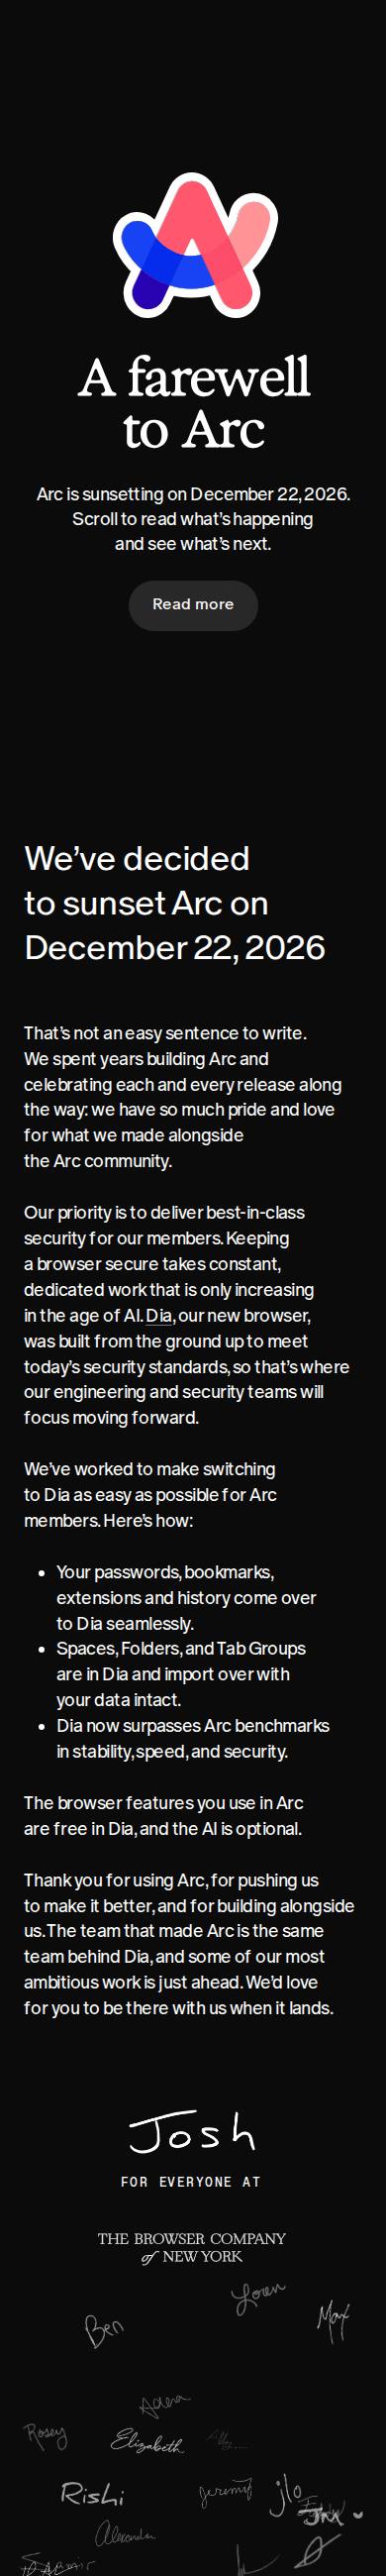 A farewell
to Arc
Arc is sunsetting on December 22, 2026.
Scroll to read what's happening
and see what's next.
Read more
We've decided
to sunset Arc on
December 22, 2026
That's not an easy sentence to write.
We spent years building Arc and
celebrating each and every release along
the way: we have so much pride and love
for what we made alongside
the Arc community.
Our priority is to deliver best-in-class
security for our members. Keeping
a browser secure takes constant,
dedicated work that is only increasing
in the age of AI. Dia, our new browser,
was built from the ground up to meet
today's security standards, so that's where
our engineering and security teams will
focus moving forward.
We've worked to make switching
to Dia as easy as possible for Arc
members. Here's how:
• Your passwords, bookmarks,
extensions and history come over
to Dia seamlessly.
• Spaces, Folders, and Tab Groups
are in Dia and import over with
your data intact.
• Dia now surpasses Arc benchmarks
in stability, speed, and security.
The browser features you use in Arc
are free in Dia, and the AI is optional.
Thank you for using Arc, for pushing us
to make it better, and for building alongside
us. The team that made Arc is the same
team behind Dia, and some of our most
ambitious work is just ahead. We'd love
for you to be there with us when it lands.
Josh
FOR EVERYONE AT
THE BROWSER COMPANY
of NEW YORK
Loren
Ben
Max
Adena
Rosey
Elizabeth
Rishi
Jeremy
jlo
JM
Alexander